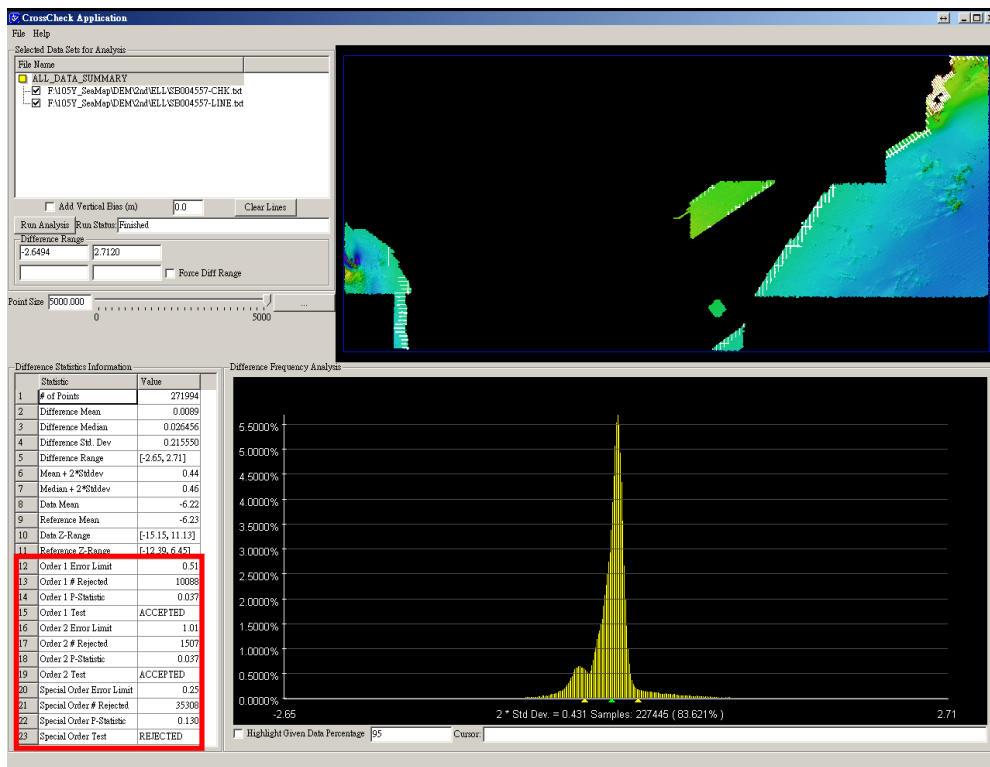 CrossCheck Application
File Help
Selected Data Sets for Analysis
File Name
ALL_DATA_SUMMARY
F:\105Y_SeaMap\DEM\2nd\ELL\SB004557-CHK.txt
F:\105Y_SeaMap\DEM\2nd\ELL\SB004557-LINE.txt
Add Vertical Bias (m) 0.0 Clear Lines
Run Analysis Run Status: Finished
Difference Range
-2.6494 2.7120
Force Diff Range
Point Size 5000.000 ...
0 5000
Difference Statistics Information
Statistic Value
1 # of Points 271994
2 Difference Mean 0.0089
3 Difference Median 0.026456
4 Difference Std. Dev 0.215550
5 Difference Range [-2.65, 2.71]
6 Mean + 2*Stddev 0.44
7 Median + 2*Stddev 0.46
8 Data Mean -6.22
9 Reference Mean -6.23
10 Data Z-Range [-15.15, 11.13]
11 Reference Z-Range [-12.39, 6.45]
12 Order 1 Error Limit 0.51
13 Order 1 # Rejected 10088
14 Order 1 P-Statistic 0.037
15 Order 1 Test ACCEPTED
16 Order 2 Error Limit 1.01
17 Order 2 # Rejected 1507
18 Order 2 P-Statistic 0.037
19 Order 2 Test ACCEPTED
20 Special Order Error Limit 0.25
21 Special Order # Rejected 35308
22 Special Order P-Statistic 0.130
23 Special Order Test REJECTED
Difference Frequency Analysis
5.5000%
5.0000%
4.5000%
4.0000%
3.5000%
3.0000%
2.5000%
2.0000%
1.5000%
1.0000%
0.5000%
0.0000%
-2.65 2 * Std Dev. = 0.431 Samples: 227445 ( 83.621% ) 2.71
Highlight Given Data Percentage 95 Cursor: